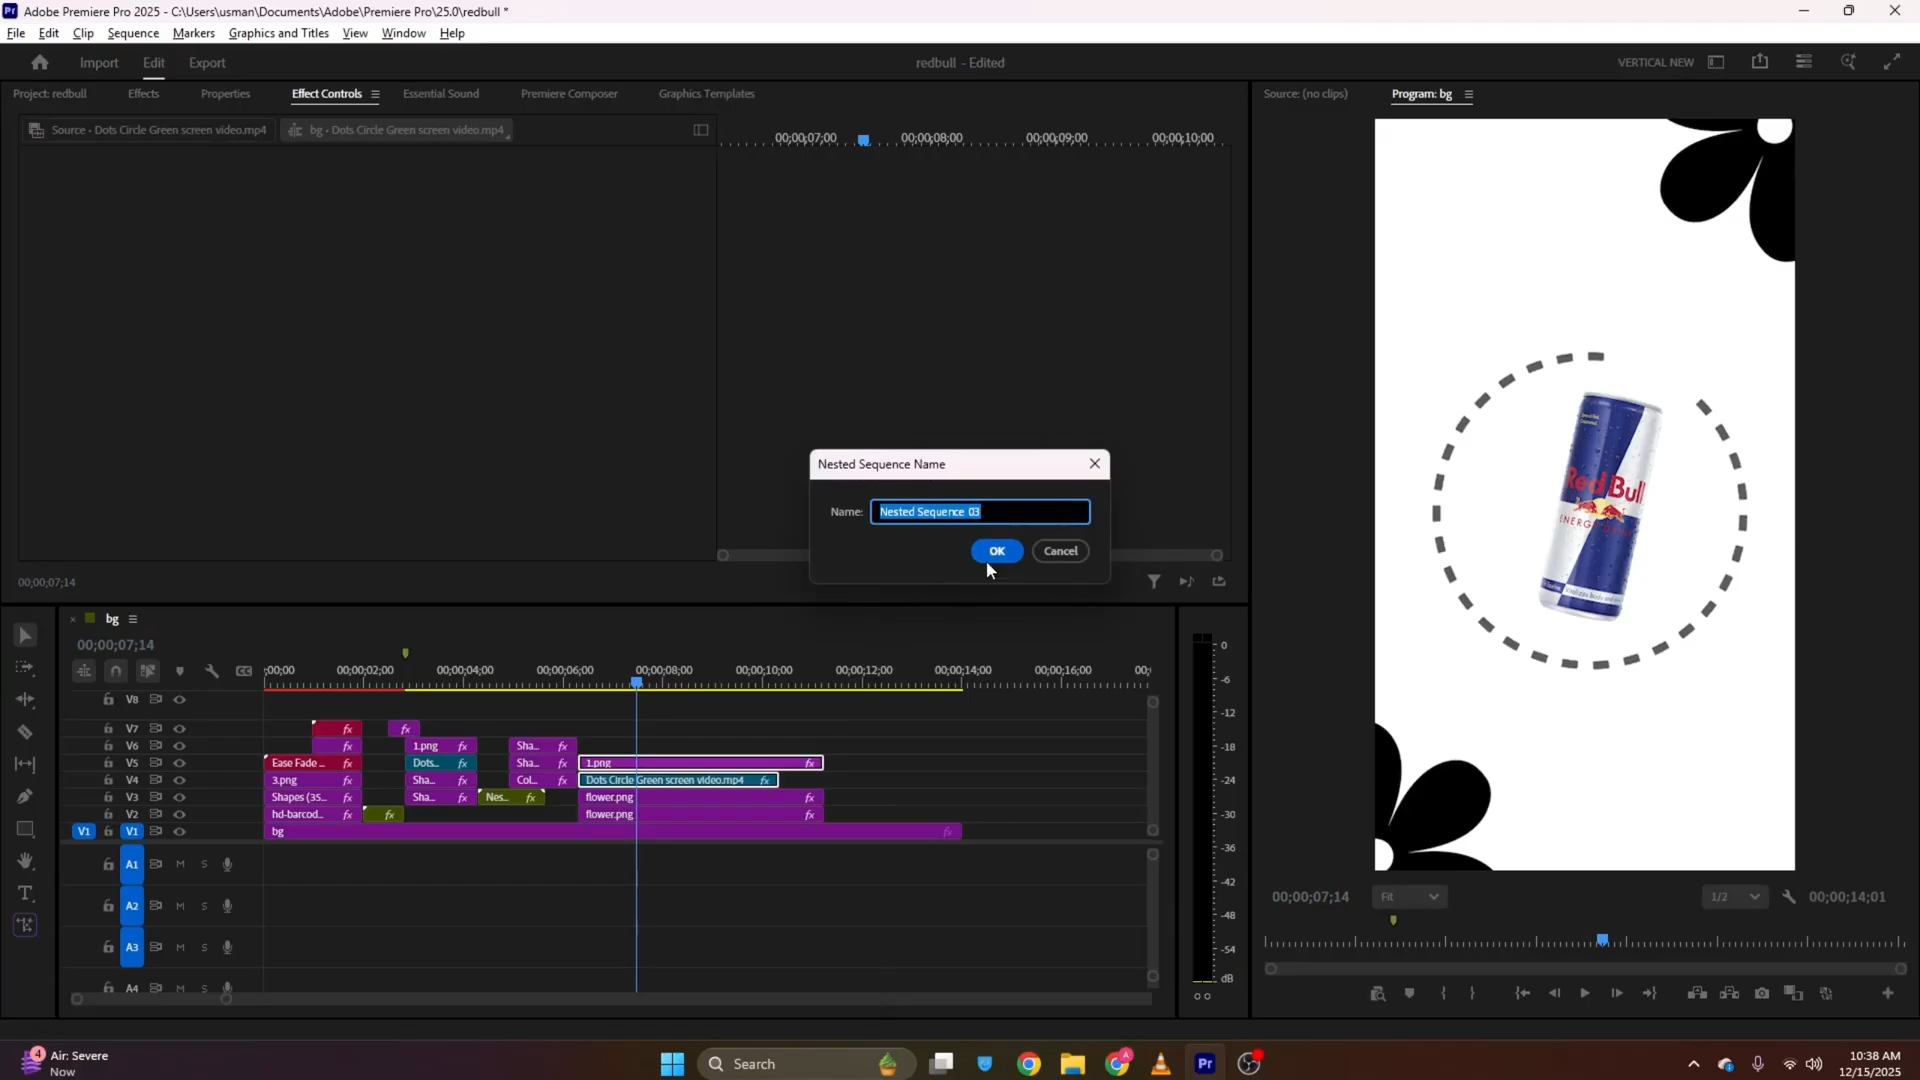 Adobe Premiere Pro 2025 - C:\Users\usman\Documents\Adobe\Premiere Pro\25.0\redbull *
File Edit Clip Sequence Markers Graphics and Titles View Window Help
Import Edit Export
redbull - Edited
VERTICAL NEW
Project: redbull Effects Properties Effect Controls Essential Sound Premiere Composer Graphics Templates
Source: (no clips) Program: bg
Source • Dots Circle Green screen video.mp4 bg • Dots Circle Green screen video.mp4
00;00;07;00 00;00;08;00 00;00;09;00 00;00;10;00
Nested Sequence Name
Name: Nested Sequence 03
OK Cancel
00;00;07;14
Red Bull
ENERGY DRINK
bg
00;00;07;14
;00;00 00;00;02;00 00;00;04;00 00;00;06;00 00;00;08;00 00;00;10;00 00;00;12;00 00;00;14;00 00;00;16;00 00;
V8
V7 fx fx
V6 fx 1.png fx Sha... fx
V5 Ease Fade ... fx Dots... fx Sha... fx 1.png fx
V4 3.png fx Sha... fx Col... fx Dots Circle Green screen video.mp4 fx
V3 Shapes (35... fx Sha... fx Nes... fx flower.png fx
V2 hd-barcod... fx fx flower.png fx
V1 V1 bg fx
A1 M S
A2 M S
A3 M S
A4 M S
0
-6
-12
-18
-24
-30
-36
-42
-48
-54
dB
00;00;07;14 Fit 1/2 00;00;14;01
4 Air: Severe
Now
Search
Pr
10:38 AM
12/15/2025